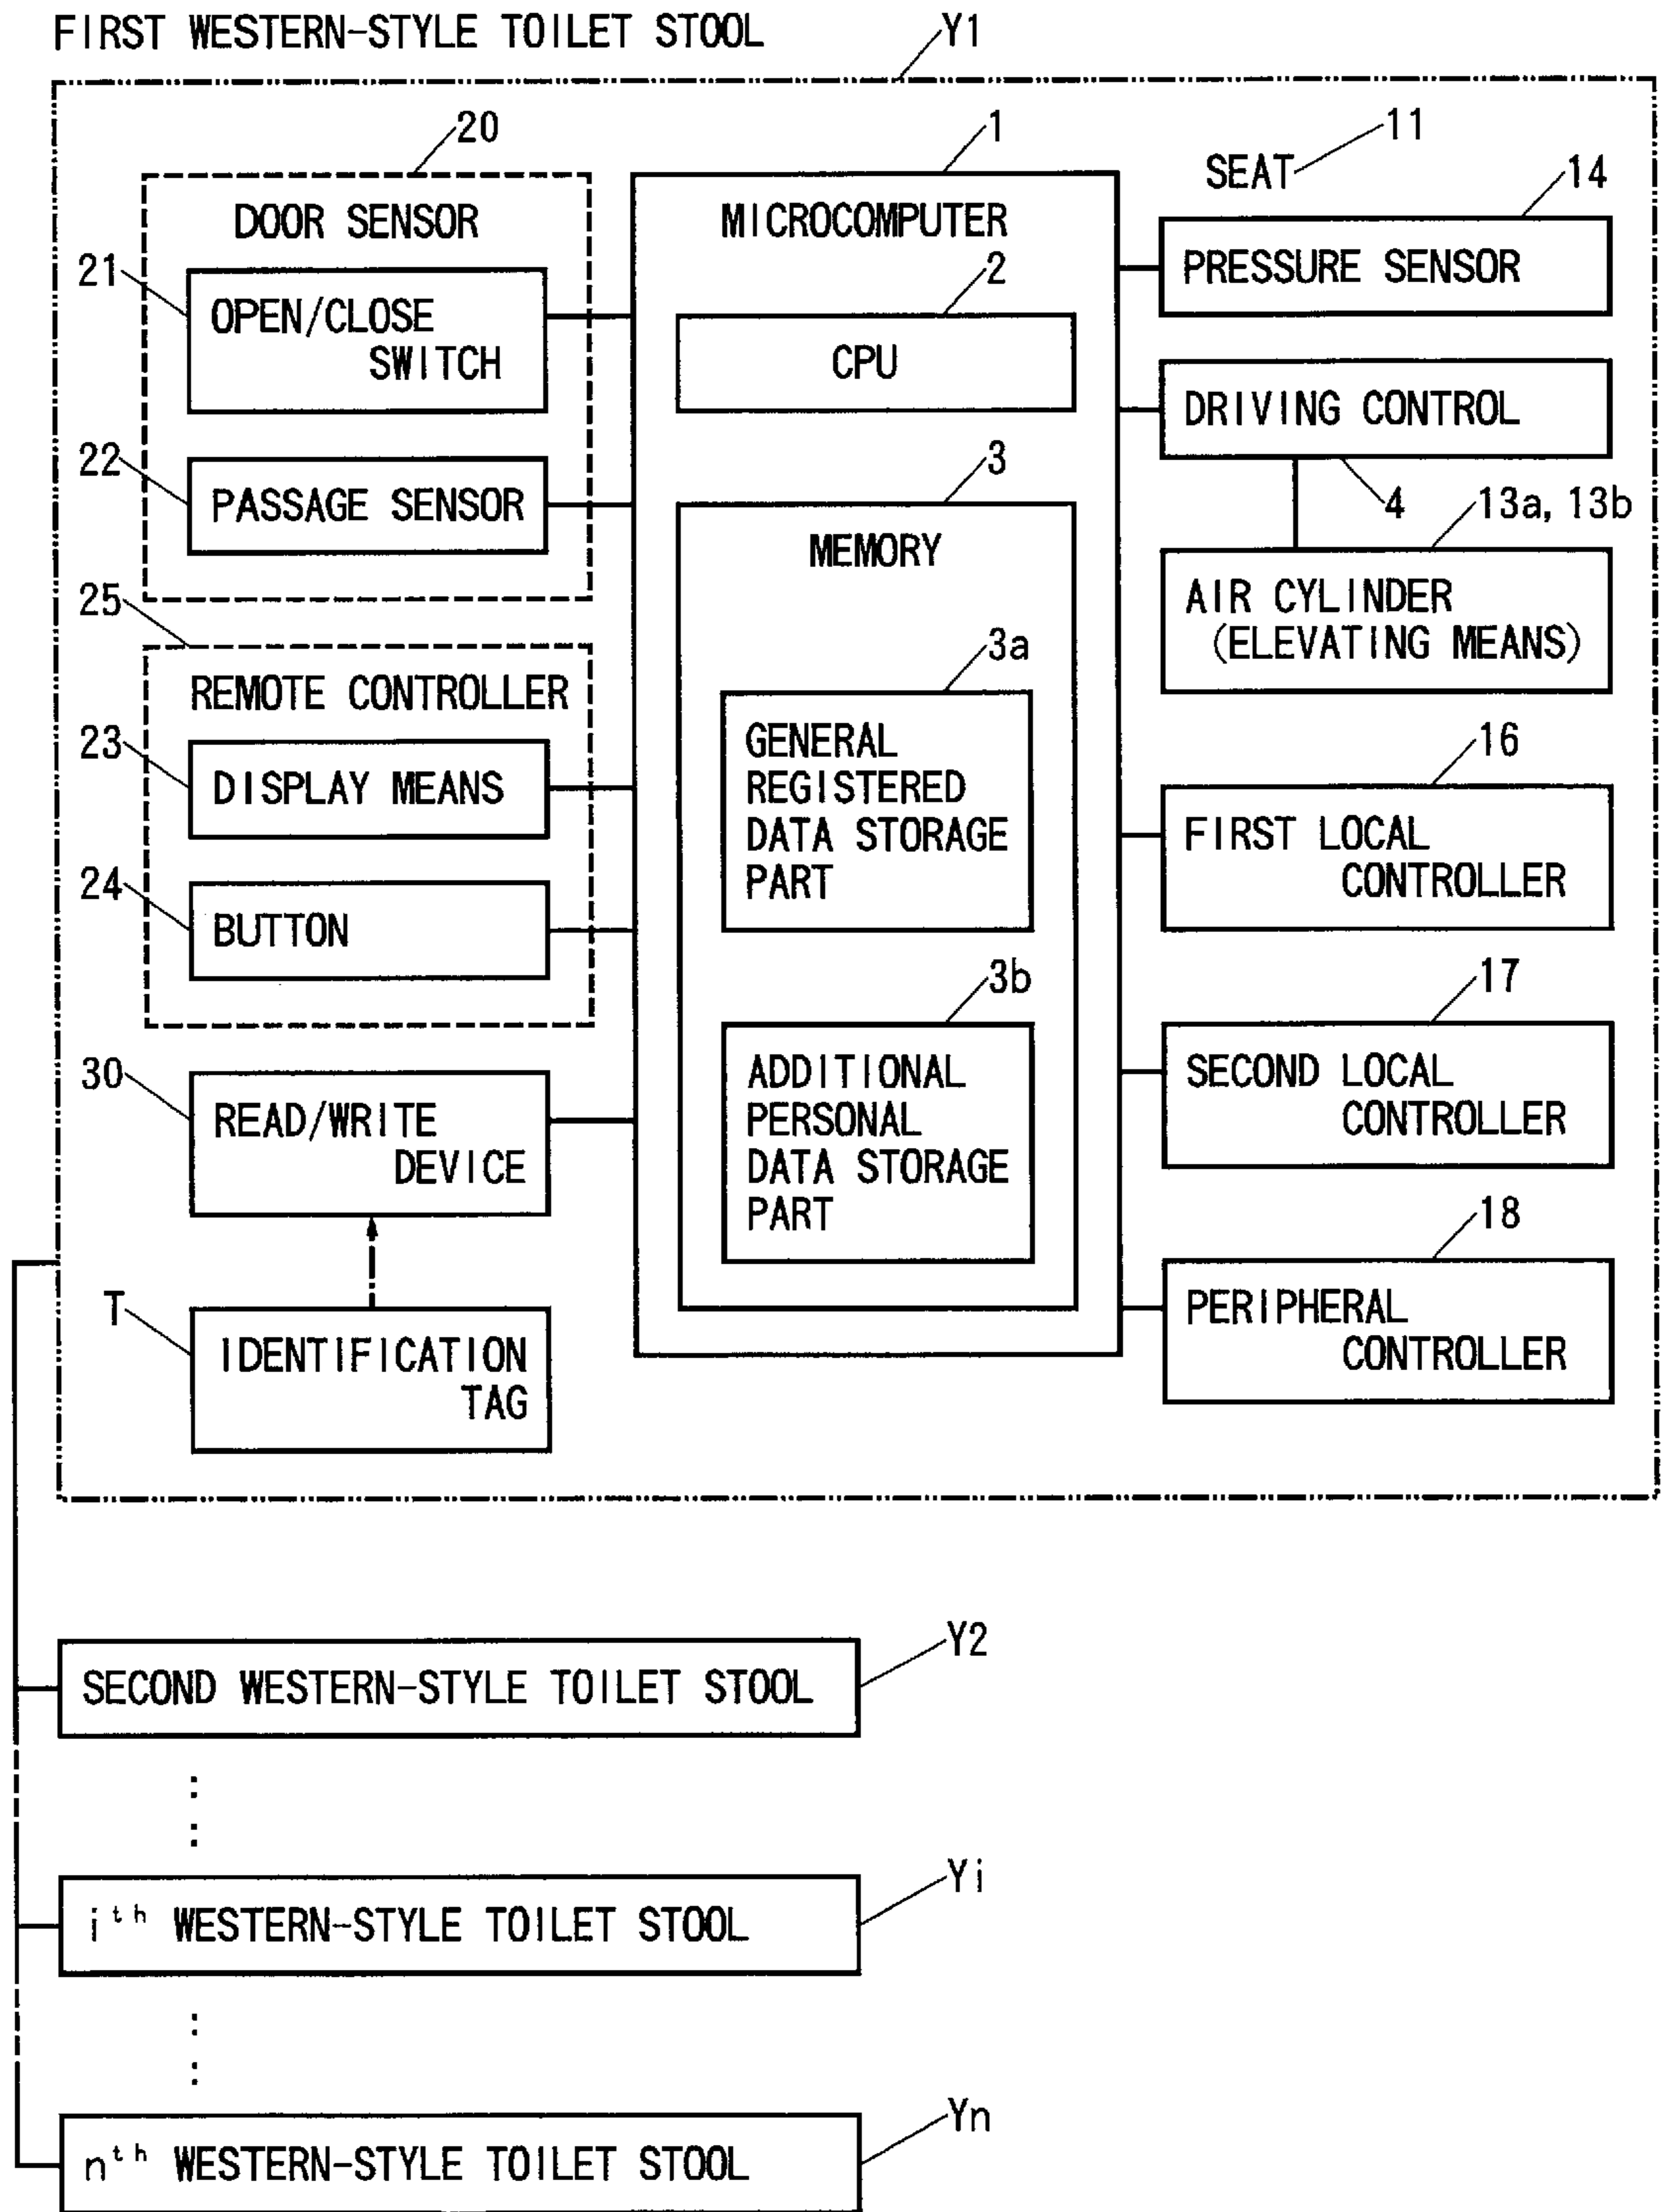 FIRST WESTERN-STYLE TOILET STOOL
Y1
20
DOOR SENSOR
21
OPEN/CLOSE
SWITCH
22
PASSAGE SENSOR
25
REMOTE CONTROLLER
23
DISPLAY MEANS
24
BUTTON
30
READ/WRITE
DEVICE
T
IDENTIFICATION
TAG
1
MICROCOMPUTER
2
CPU
3
MEMORY
3a
GENERAL
REGISTERED
DATA STORAGE
PART
3b
ADDITIONAL
PERSONAL
DATA STORAGE
PART
11
SEAT
14
PRESSURE SENSOR
DRIVING CONTROL
4
13a, 13b
AIR CYLINDER
(ELEVATING MEANS)
16
FIRST LOCAL
CONTROLLER
17
SECOND LOCAL
CONTROLLER
18
PERIPHERAL
CONTROLLER
Y2
SECOND WESTERN-STYLE TOILET STOOL
Yi
ith WESTERN-STYLE TOILET STOOL
Yn
nth WESTERN-STYLE TOILET STOOL